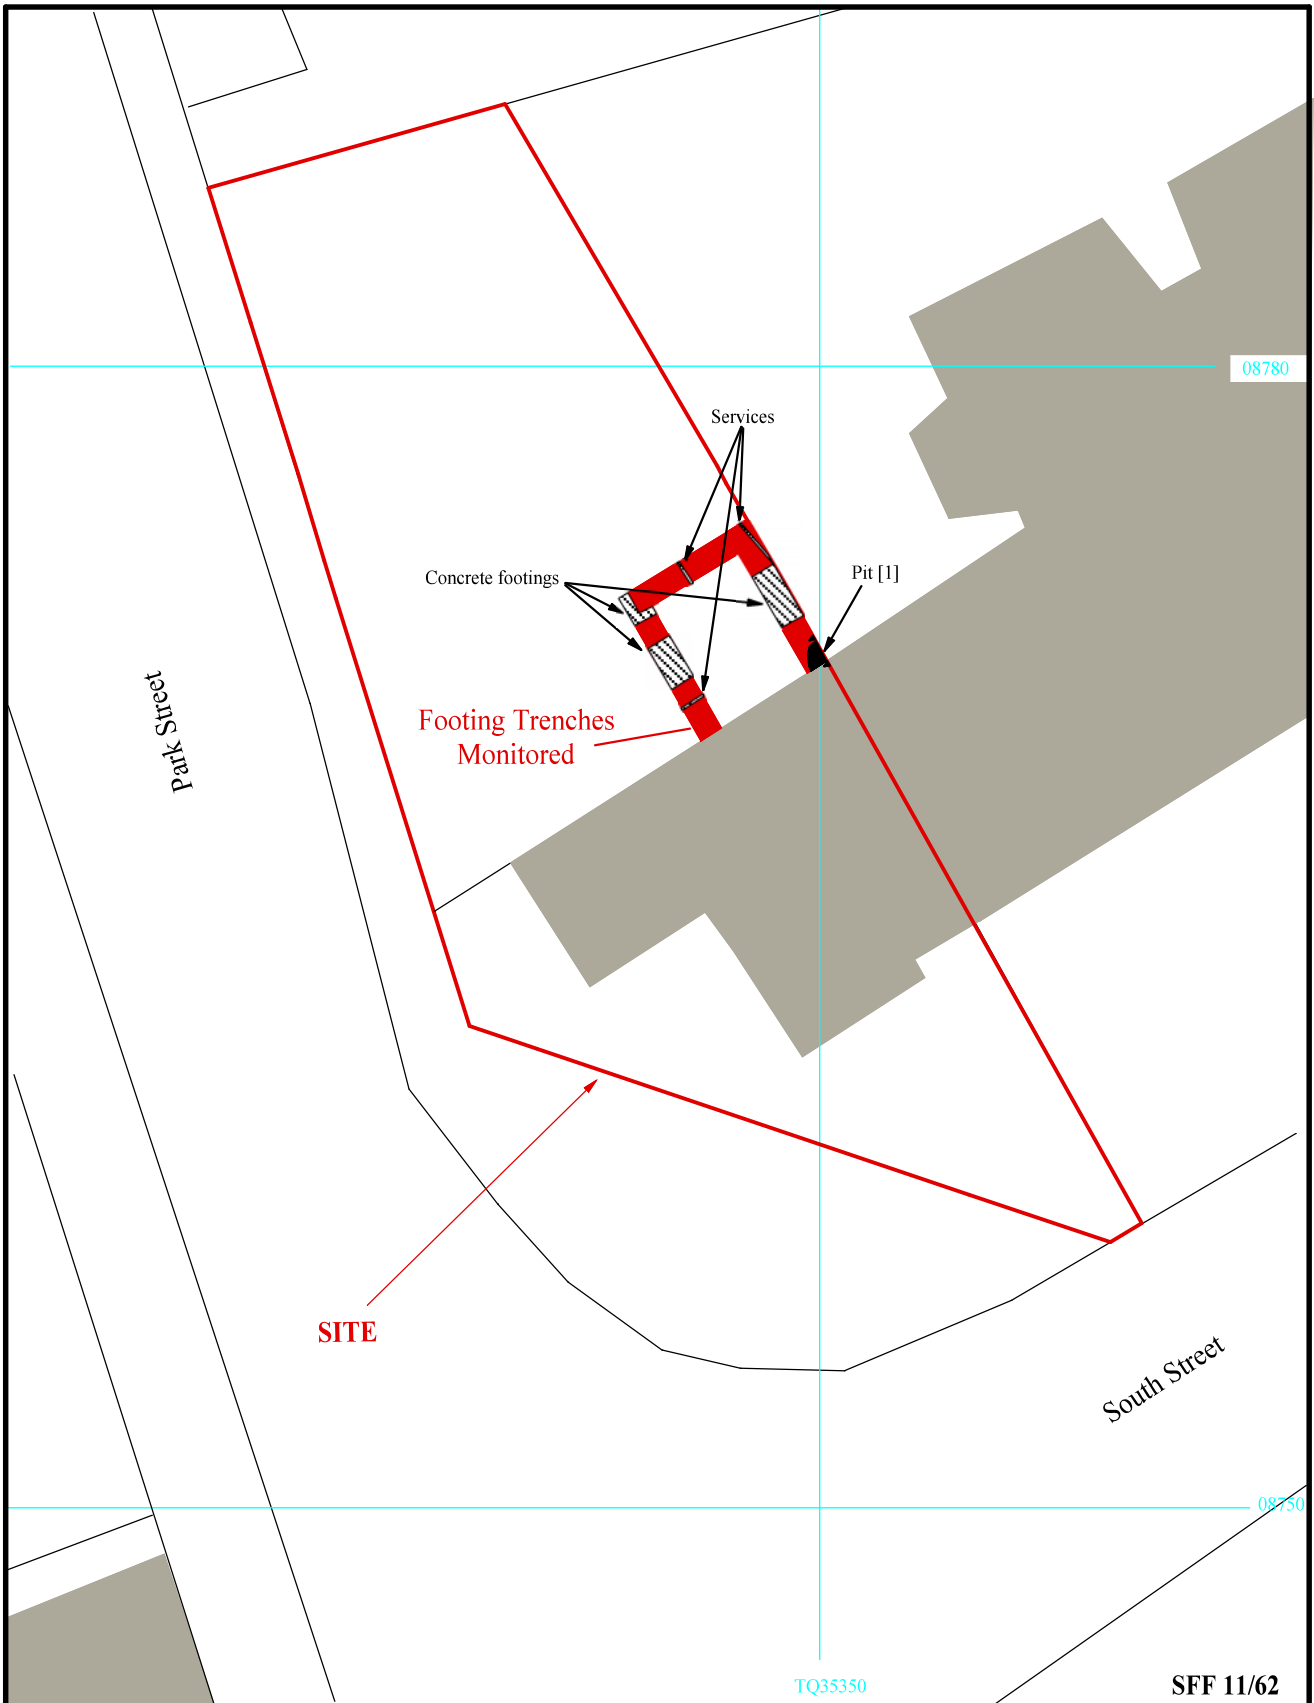 08780
Services
Concrete footings
Pit [1]
Park Street
Footing Trenches
Monitored
SITE
South Street
08750
TQ35350
SFF 11/62